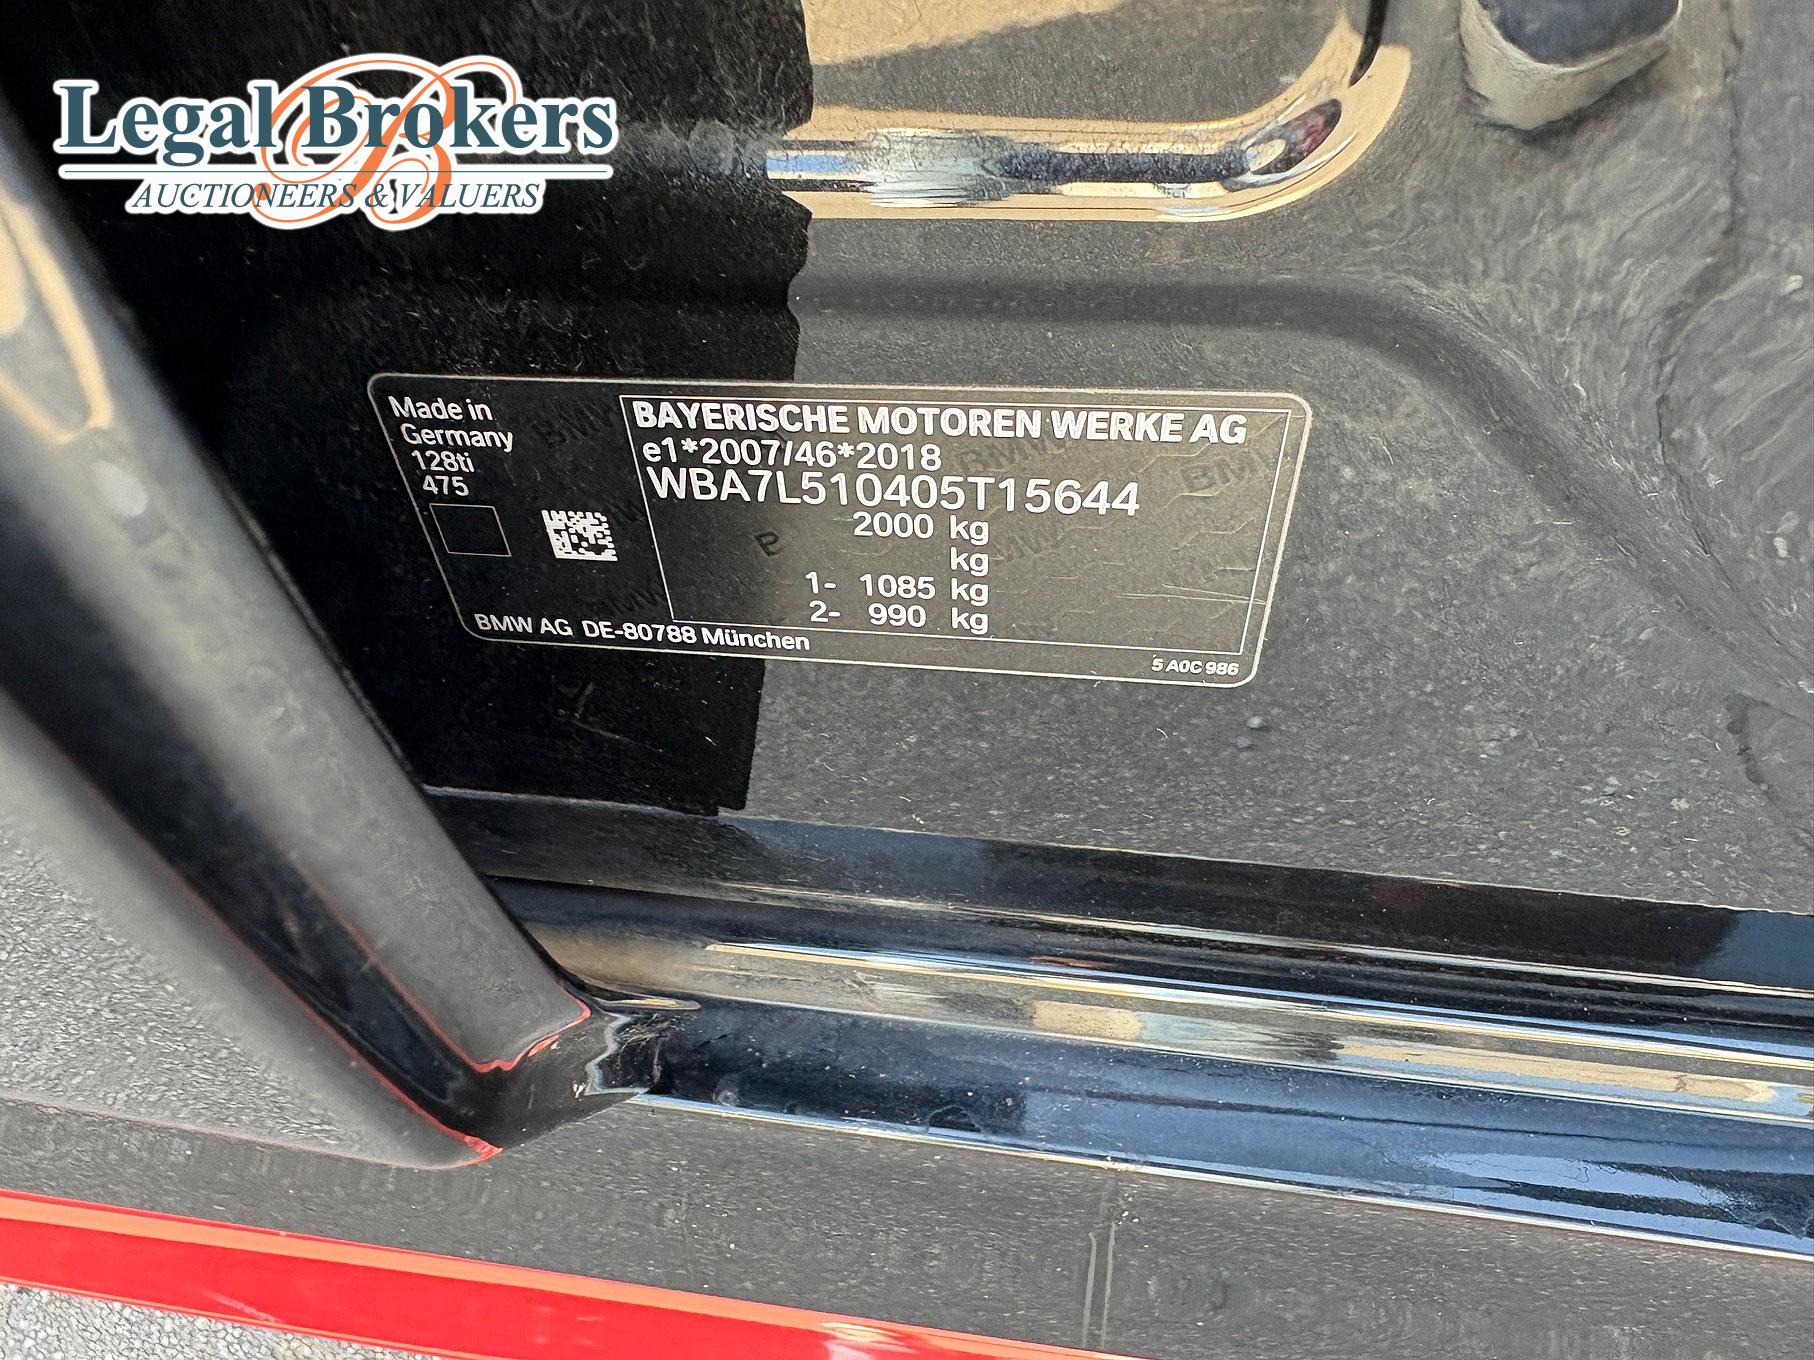 Legal Brokers
AUCTIONEERS & VALUERS
Made in
Germany
128ti
475
BAYERISCHE MOTOREN WERKE AG
e1*2007/46*2018
WBA7L510405T15644
2000 kg
kg
1- 1085 kg
2- 990 kg
BMW AG DE-80788 München
5 A0C 986